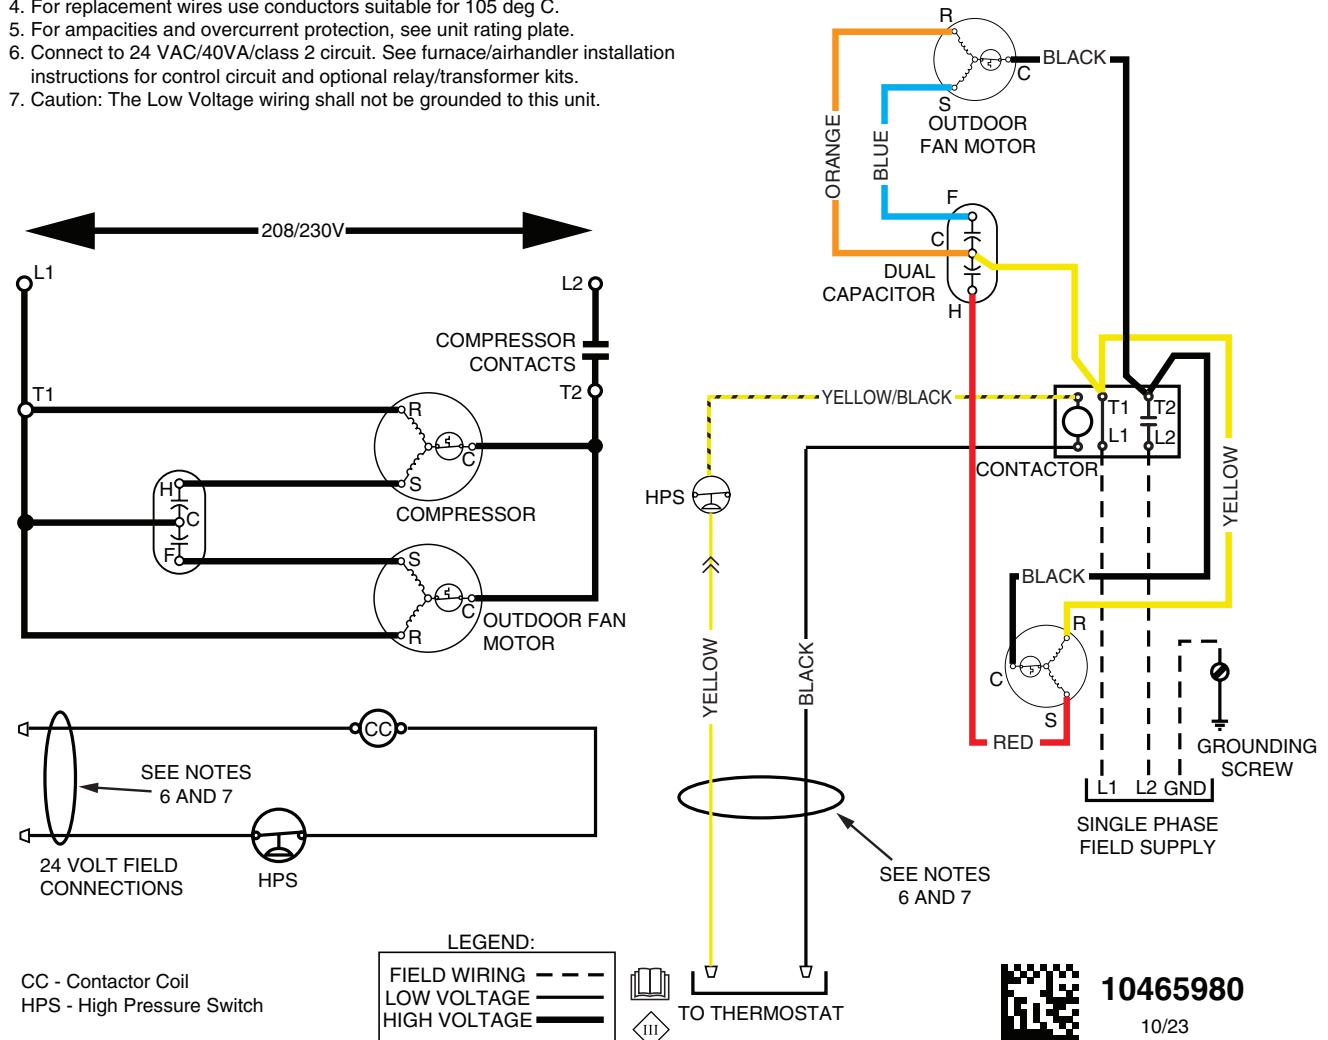 4. For replacement wires use conductors suitable for 105 deg C.
5. For ampacities and overcurrent protection, see unit rating plate.
6. Connect to 24 VAC/40VA/class 2 circuit. See furnace/airhandler installation
instructions for control circuit and optional relay/transformer kits.
7. Caution: The Low Voltage wiring shall not be grounded to this unit.
208/230V
L1
L2
COMPRESSOR
CONTACTS
T1
T2
R
C
S
COMPRESSOR
H
C
F
S
C
R
OUTDOOR FAN
MOTOR
CC
SEE NOTES
6 AND 7
24 VOLT FIELD
CONNECTIONS
HPS
CC - Contactor Coil
HPS - High Pressure Switch
LEGEND:
FIELD WIRING
LOW VOLTAGE
HIGH VOLTAGE
III
R
C
S
BLACK
OUTDOOR
FAN MOTOR
ORANGE
BLUE
F
C
H
DUAL
CAPACITOR
YELLOW/BLACK
T1
T2
L1
L2
CONTACTOR
HPS
YELLOW
BLACK
YELLOW
BLACK
R
C
S
RED
GROUNDING
SCREW
L1
L2
GND
SINGLE PHASE
FIELD SUPPLY
SEE NOTES
6 AND 7
TO THERMOSTAT
10465980
10/23